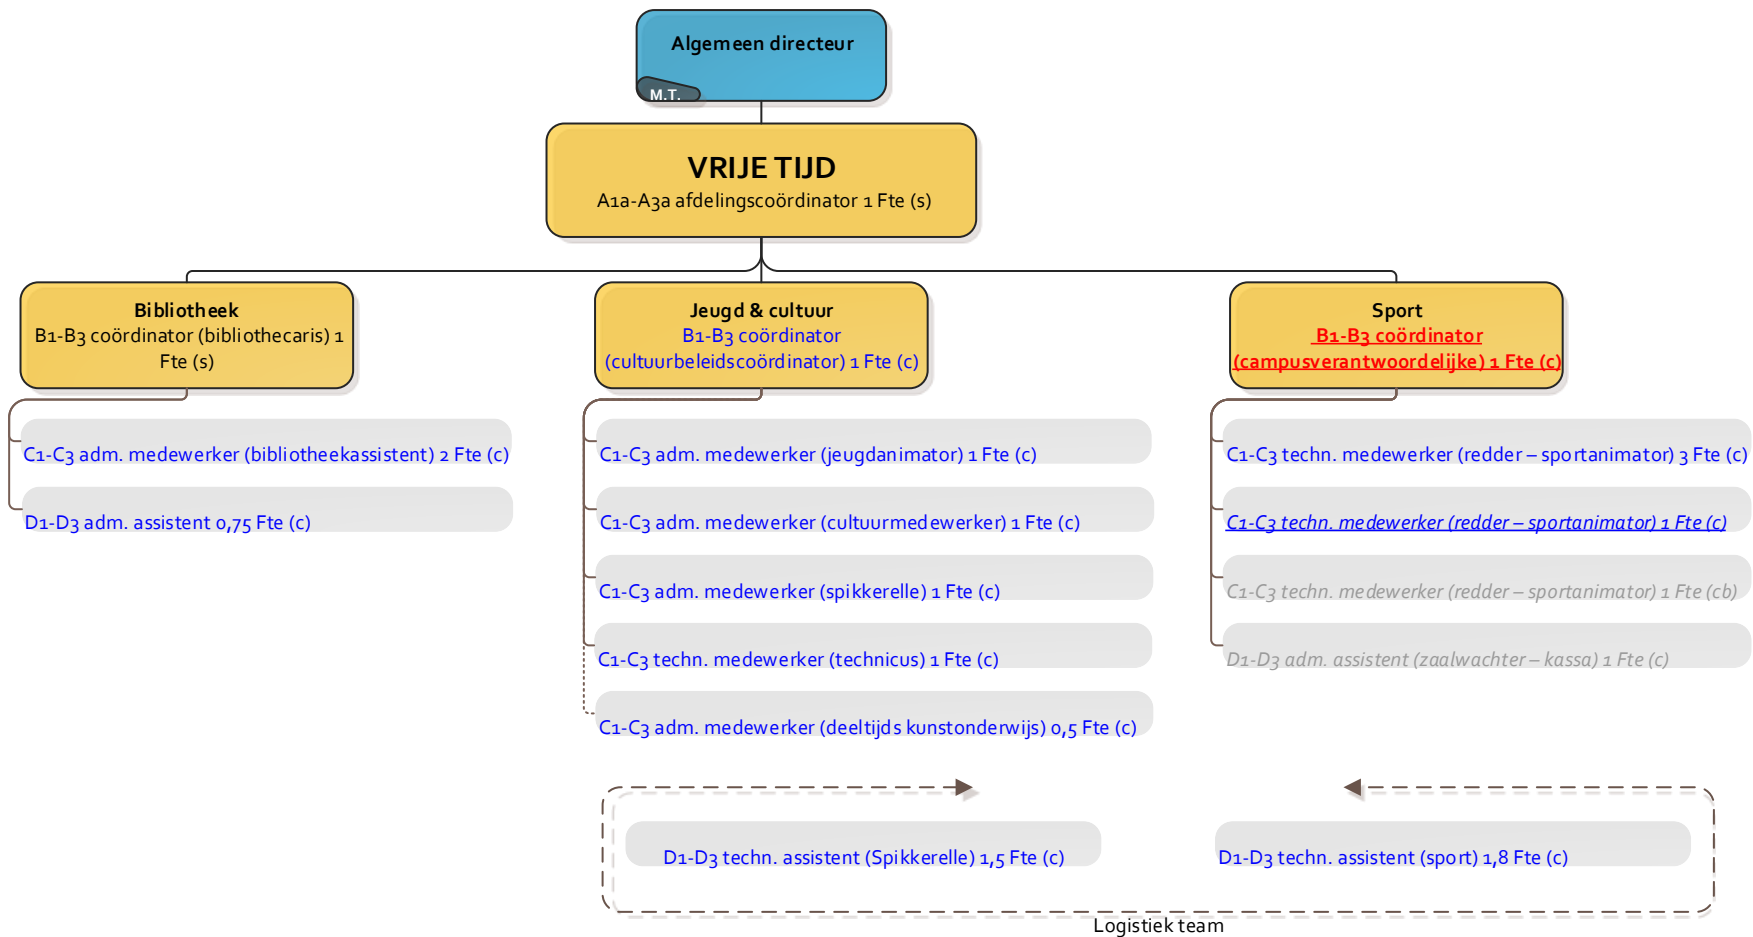 Algemeen directeur
M.T.
VRIJE TIJD
A1a-A3a afdelingscoördinator 1 Fte (s)
Bibliotheek
B1-B3 coördinator (bibliothecaris) 1
Fte (s)
C1-C3 adm. medewerker (bibliotheekassistent) 2 Fte (c)
D1-D3 adm. assistent 0,75 Fte (c)
Jeugd & cultuur
B1-B3 coördinator
(cultuurbeleidscoördinator) 1 Fte (c)
C1-C3 adm. medewerker (jeugdanimator) 1 Fte (c)
C1-C3 adm. medewerker (cultuurmedewerker) 1 Fte (c)
C1-C3 adm. medewerker (spikkerelle) 1 Fte (c)
C1-C3 techn. medewerker (technicus) 1 Fte (c)
C1-C3 adm. medewerker (deeltijds kunstonderwijs) 0,5 Fte (c)
Sport
B1-B3 coördinator
(campusverantwoordelijke) 1 Fte (c)
C1-C3 techn. medewerker (redder – sportanimator) 3 Fte (c)
C1-C3 techn. medewerker (redder – sportanimator) 1 Fte (c)
C1-C3 techn. medewerker (redder – sportanimator) 1 Fte (cb)
D1-D3 adm. assistent (zaalwachter – kassa) 1 Fte (c)
D1-D3 techn. assistent (Spikkerelle) 1,5 Fte (c)
D1-D3 techn. assistent (sport) 1,8 Fte (c)
Logistiek team